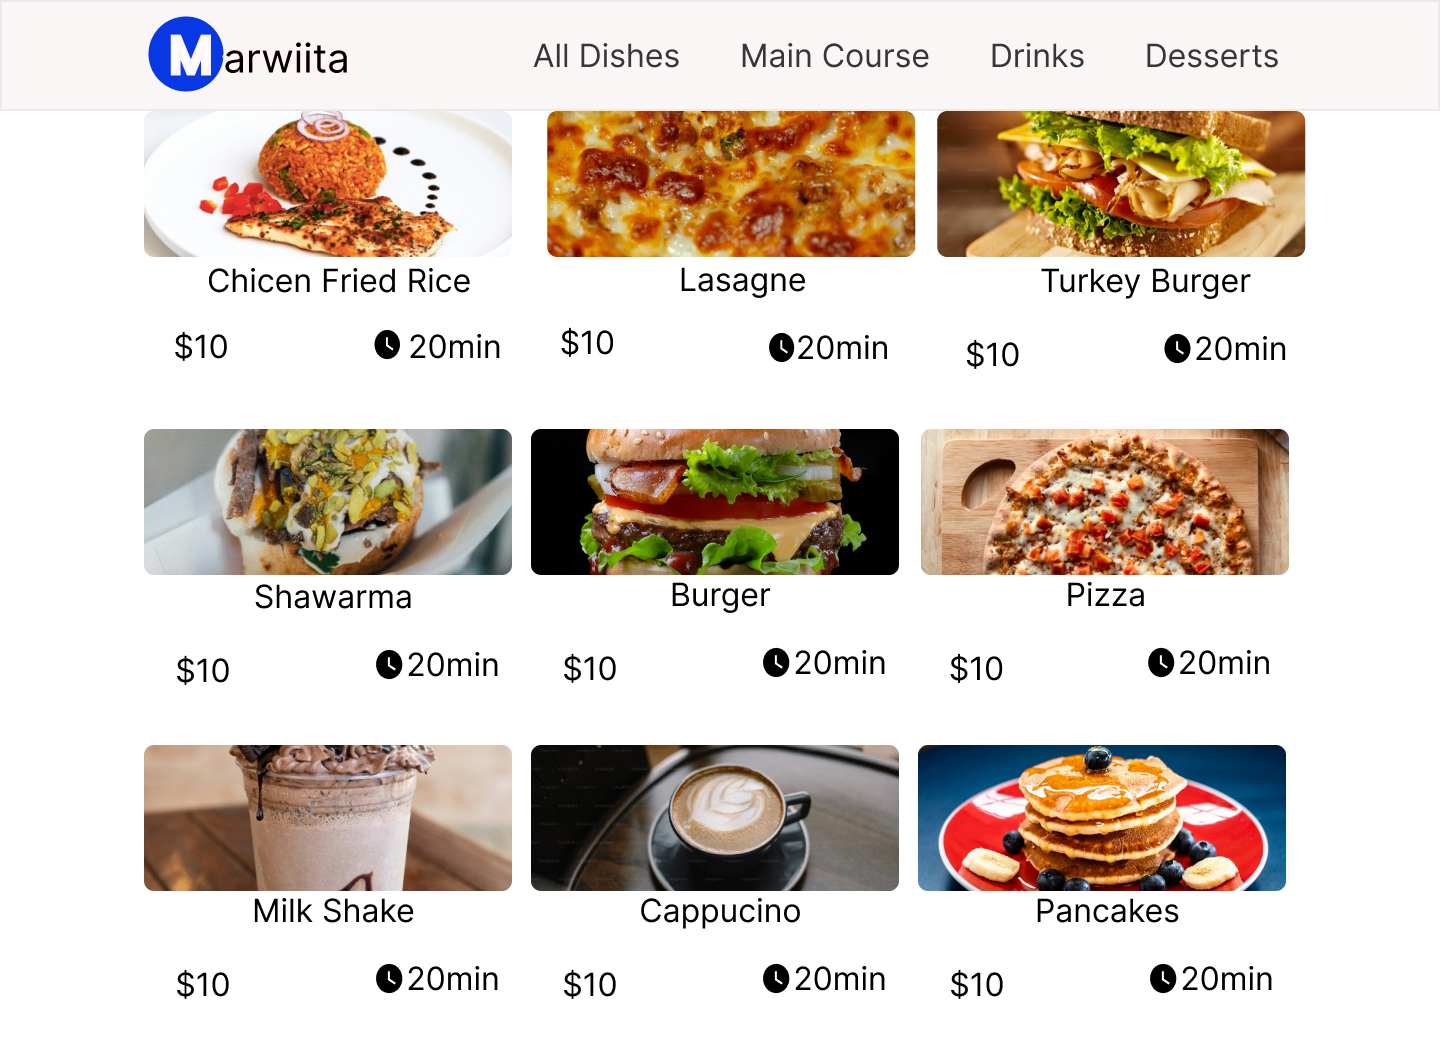 Marwiita
All Dishes Main Course Drinks Desserts
Chicen Fried Rice Lasagne Turkey Burger
$10 20min $10 20min $10 20min
Shawarma Burger Pizza
$10 20min $10 20min $10 20min
Milk Shake Cappucino Pancakes
$10 20min $10 20min $10 20min